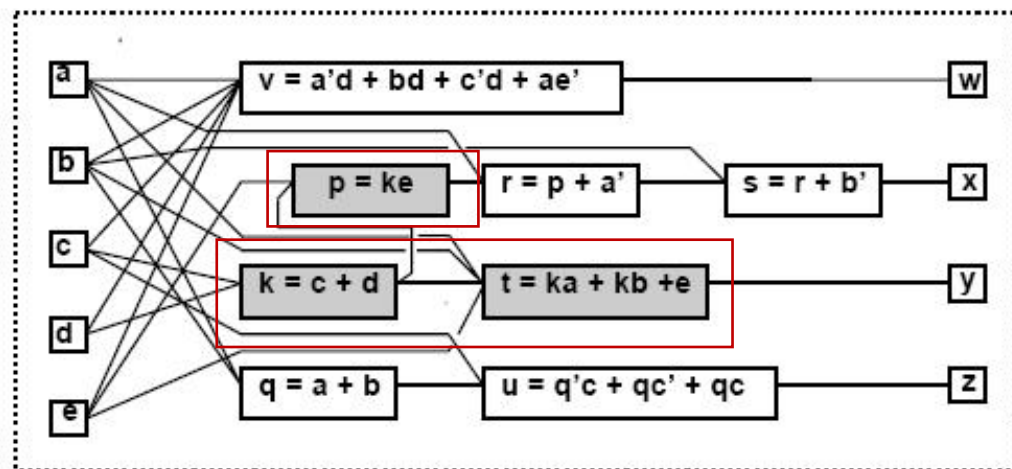 a
v = a’d + bd + c’d + ae’
w
b
p = ke
r = p + a’
s = r + b’
x
c
k = c + d
t = ka + kb +e
y
d
e
q = a + b
u = q’c + qc’ + qc
z